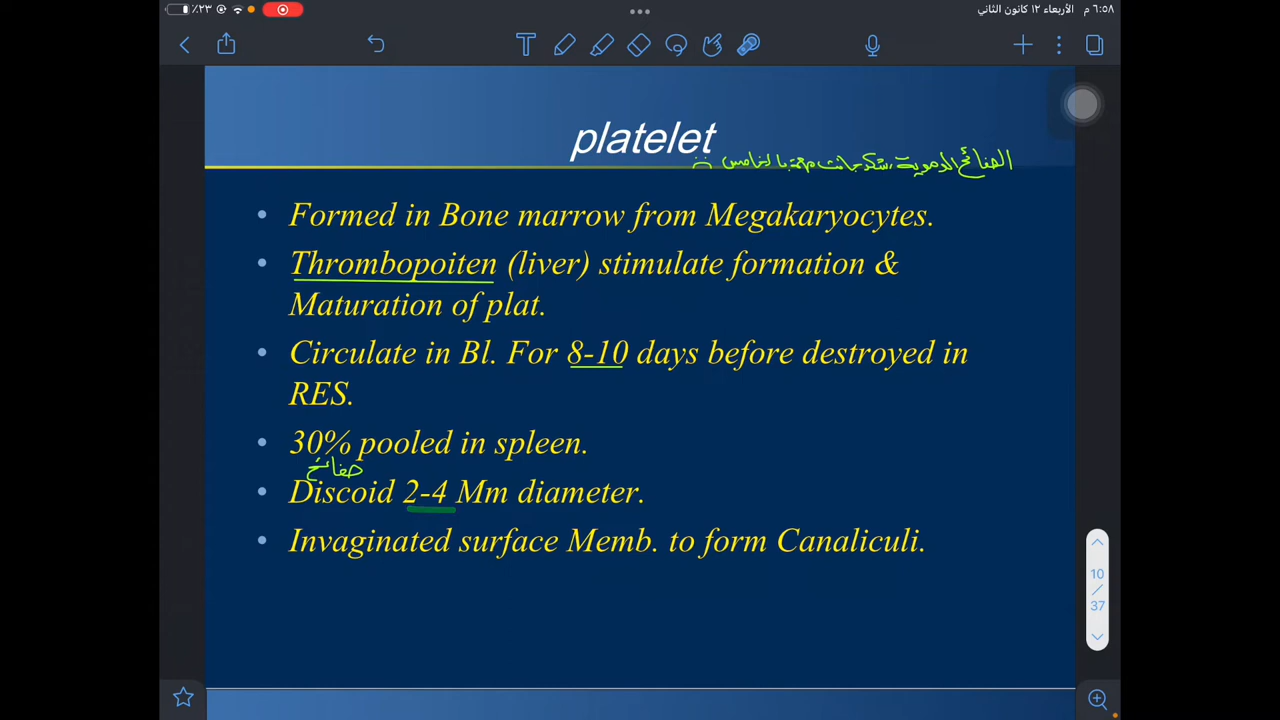 ٪٢٣
٦:٥٨ م الأربعاء ١٢ كانون الثاني
platelet
الصفائح الدموية، شكد جانت مهمة بالخامس
• Formed in Bone marrow from Megakaryocytes.
• Thrombopoiten (liver) stimulate formation &
Maturation of plat.
• Circulate in Bl. For 8-10 days before destroyed in
RES.
• 30% pooled in spleen.
صفائح
• Discoid 2-4 Mm diameter.
• Invaginated surface Memb. to form Canaliculi.
10
/
37